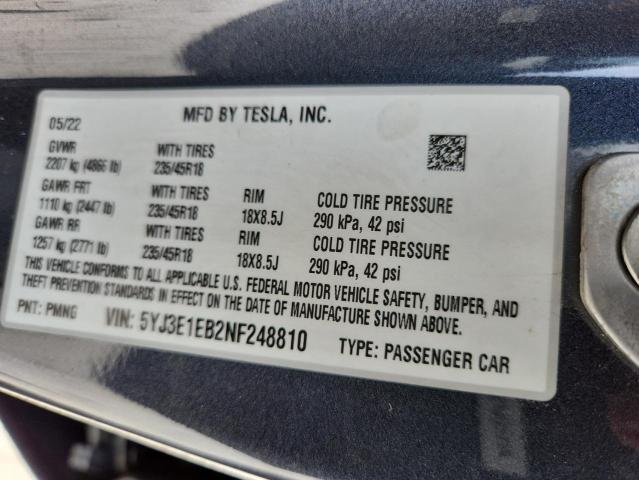 MFD BY TESLA, INC.
05/22
GVWR WITH TIRES
2207 kg (4866 lb) 235/45R18
GAWR FRT WITH TIRES RIM COLD TIRE PRESSURE
1110 kg (2447 lb) 235/45R18 18X8.5J 290 kPa, 42 psi
GAWR RR WITH TIRES RIM COLD TIRE PRESSURE
1257 kg (2771 lb) 235/45R18 18X8.5J 290 kPa, 42 psi
THIS VEHICLE CONFORMS TO ALL APPLICABLE U.S. FEDERAL MOTOR VEHICLE SAFETY, BUMPER, AND
THEFT PREVENTION STANDARDS IN EFFECT ON THE DATE OF MANUFACTURE SHOWN ABOVE.
PNT: PMNG VIN: 5YJ3E1EB2NF248810 TYPE: PASSENGER CAR